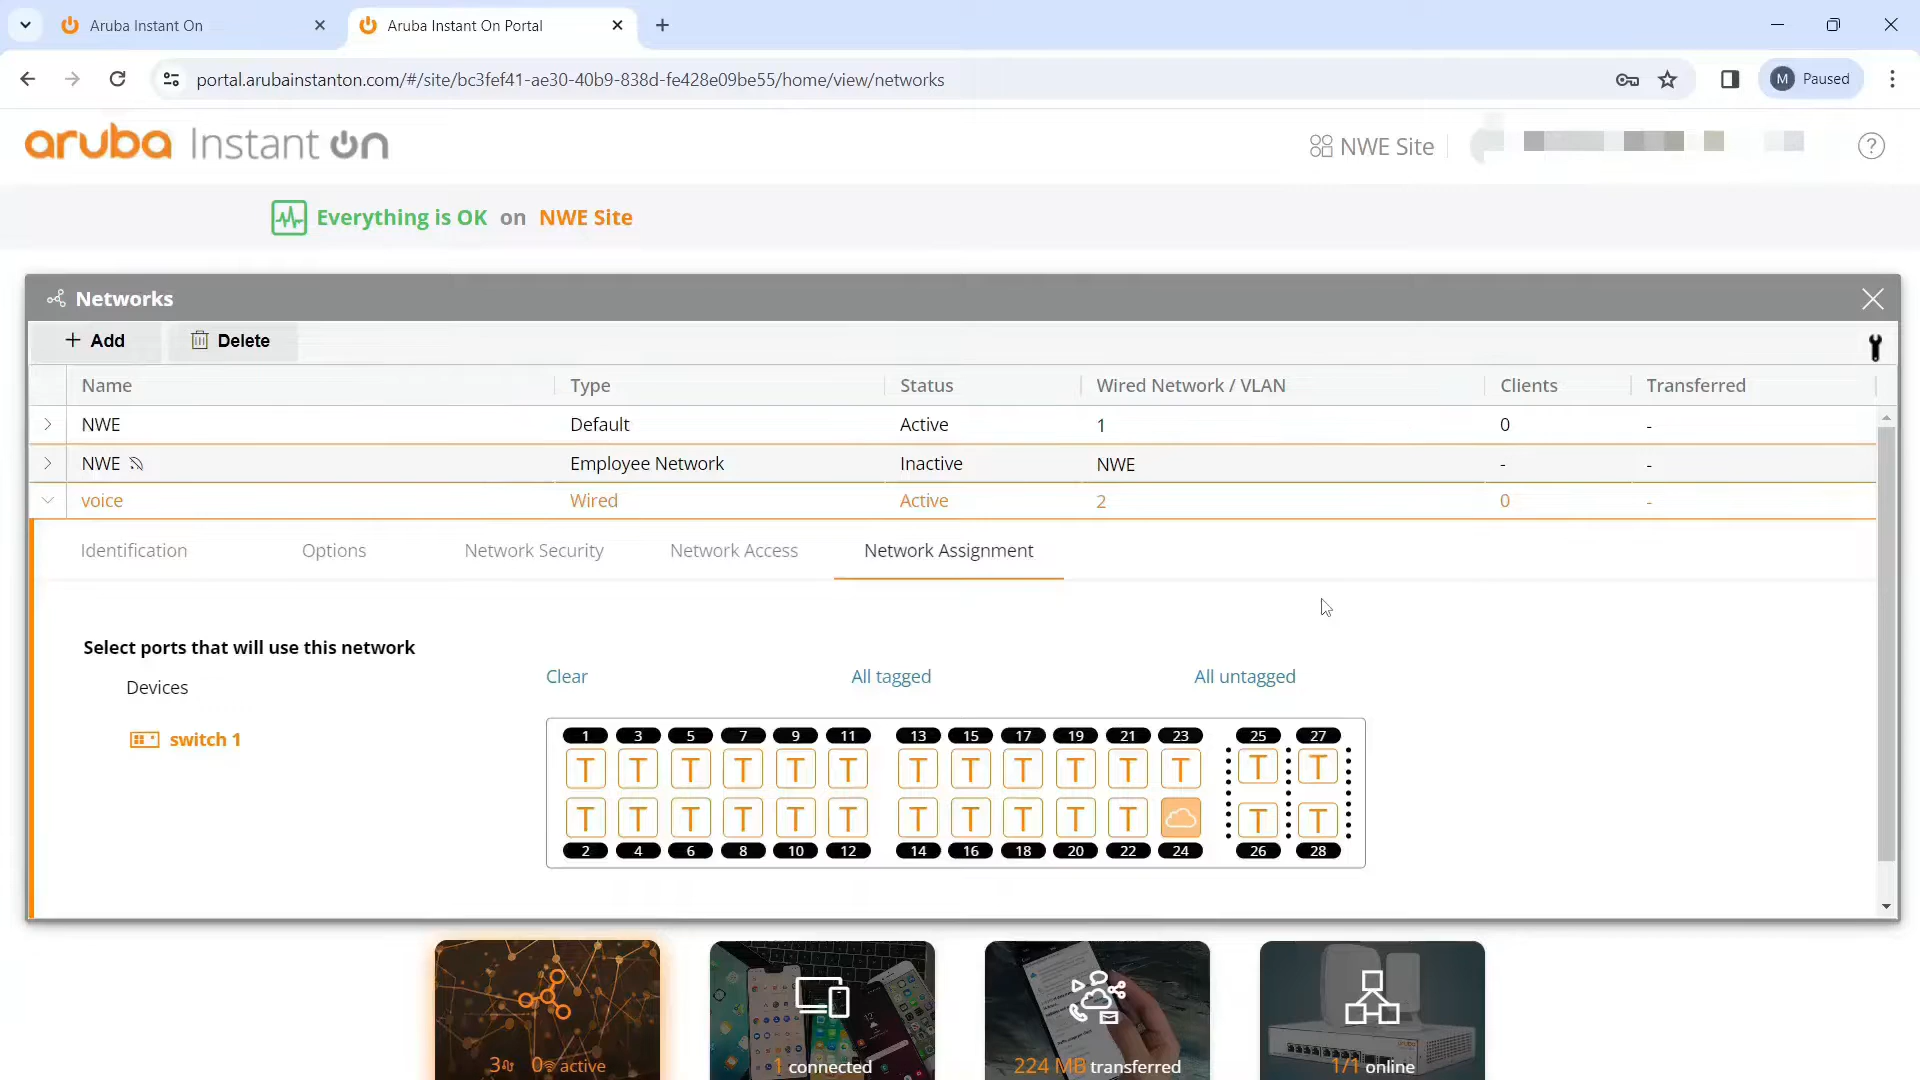 Aruba Instant On
Aruba Instant On Portal
portal.arubainstanton.com/#/site/bc3fef41-ae30-40b9-838d-fe428e09be55/home/view/networks
M Paused
aruba Instant On
NWE Site
?
Everything is OK on NWE Site
Networks
+ Add Delete
Name Type Status Wired Network / VLAN Clients Transferred
NWE Default Active 1 0 -
NWE Employee Network Inactive NWE - -
voice Wired Active 2 0 -
Identification Options Network Security Network Access Network Assignment
Select ports that will use this network
Clear All tagged All untagged
Devices
switch 1
1 3 5 7 9 11 13 15 17 19 21 23 25 27
T T T T T T T T T T T T T T
T T T T T T T T T T T T T
2 4 6 8 10 12 14 16 18 20 22 24 26 28
3 0 active
1 connected
224 MB transferred
1/1 online